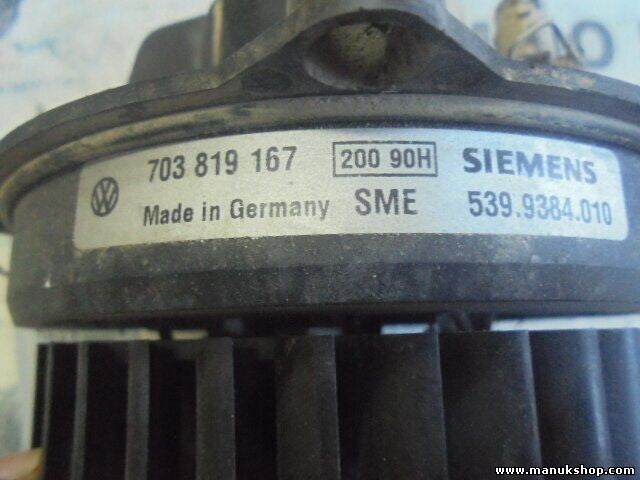 703 819 167 200 90H SIEMENS
Made in Germany SME 539.9384.010
www.manukshop.com